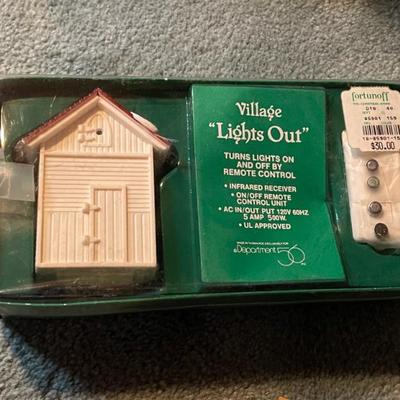 Village
"Lights Out"
TURNS LIGHTS ON
AND OFF BY
REMOTE CONTROL
• INFRARED RECEIVER
• ON/OFF REMOTE
CONTROL UNIT
• AC IN/OUT PUT 120V 60HZ
5 AMP 500W.
• UL APPROVED
Department 56
fortunoff
$30.00